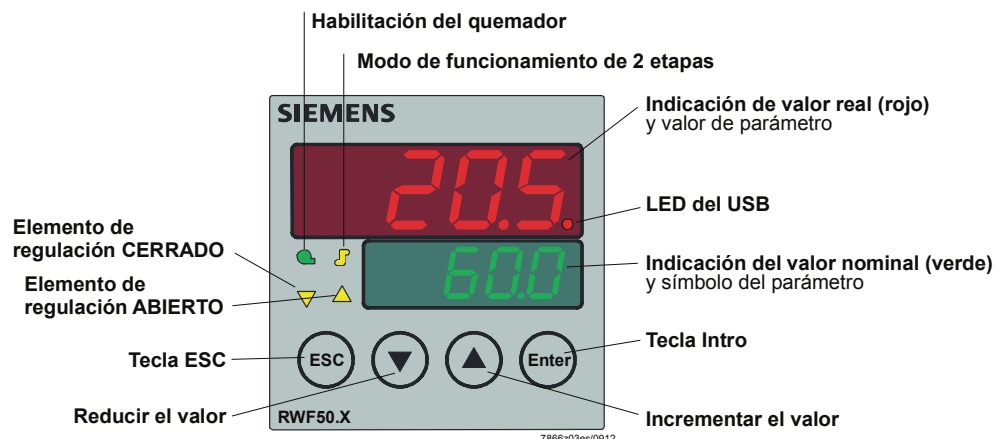 Habilitación del quemador
Modo de funcionamiento de 2 etapas
SIEMENS
Indicación de valor real (rojo)
y valor de parámetro
20.5
LED del USB
Elemento de
regulación CERRADO
60.0
Indicación del valor nominal (verde)
y símbolo del parámetro
Elemento de
regulación ABIERTO
Tecla ESC
ESC
Enter
Tecla Intro
Reducir el valor
RWF50.X
Incrementar el valor
7866z03es/0912